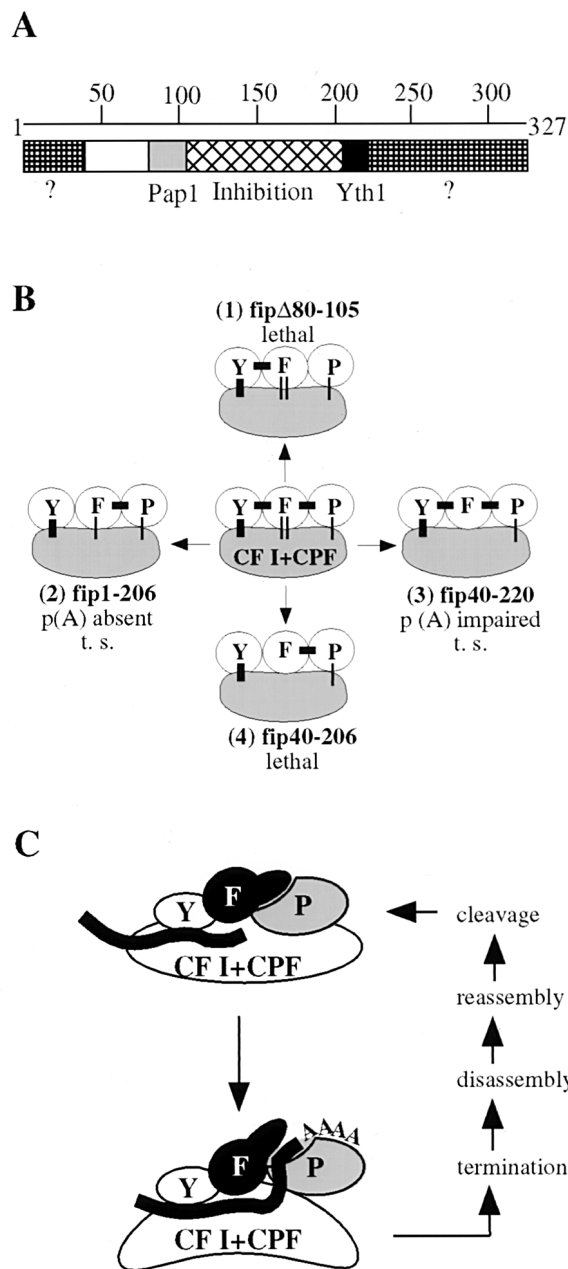 A
50 100 150 200 250 300
1 327
? Pap1 Inhibition Yth1 ?
B
(1) fipΔ80-105
lethal
Y F P
Y F P
Y F P
Y F P
CF I+CPF
(2) fip1-206
p(A) absent
t. s.
(3) fip40-220
p (A) impaired
t. s.
Y F P
(4) fip40-206
lethal
C
F
Y P
CF I+CPF
cleavage
reassembly
disassembly
termination
AAAA
F
Y P
CF I+CPF